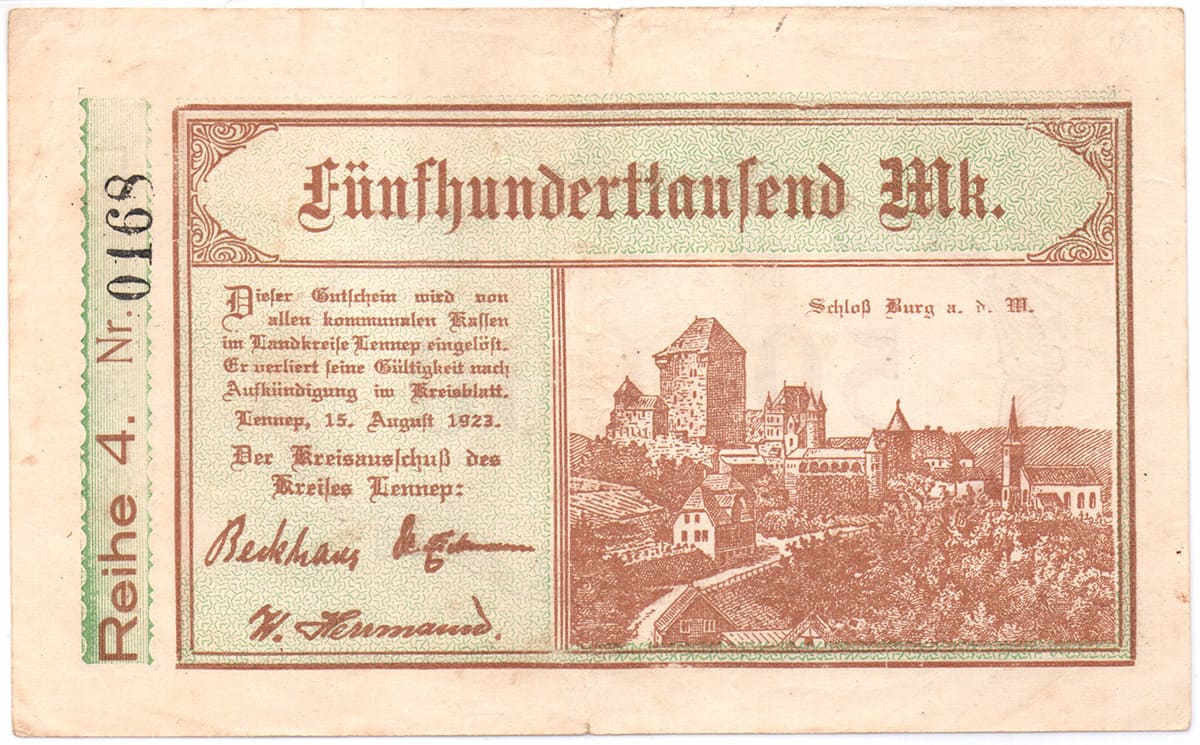 Fünfhunderttausend Mk.
Reihe 4. Nr. 0168
Dieser Gutschein wird von
allen kommunalen Kassen
im Landkreise Lennep eingelöst.
Er verliert seine Gültigkeit nach
Aufkündigung im Kreisblatt.
Lennep, 15. August 1923.
Der Kreisausschuß des
Kreises Lennep:
Beckhaus
Schloß Burg a. d. W.